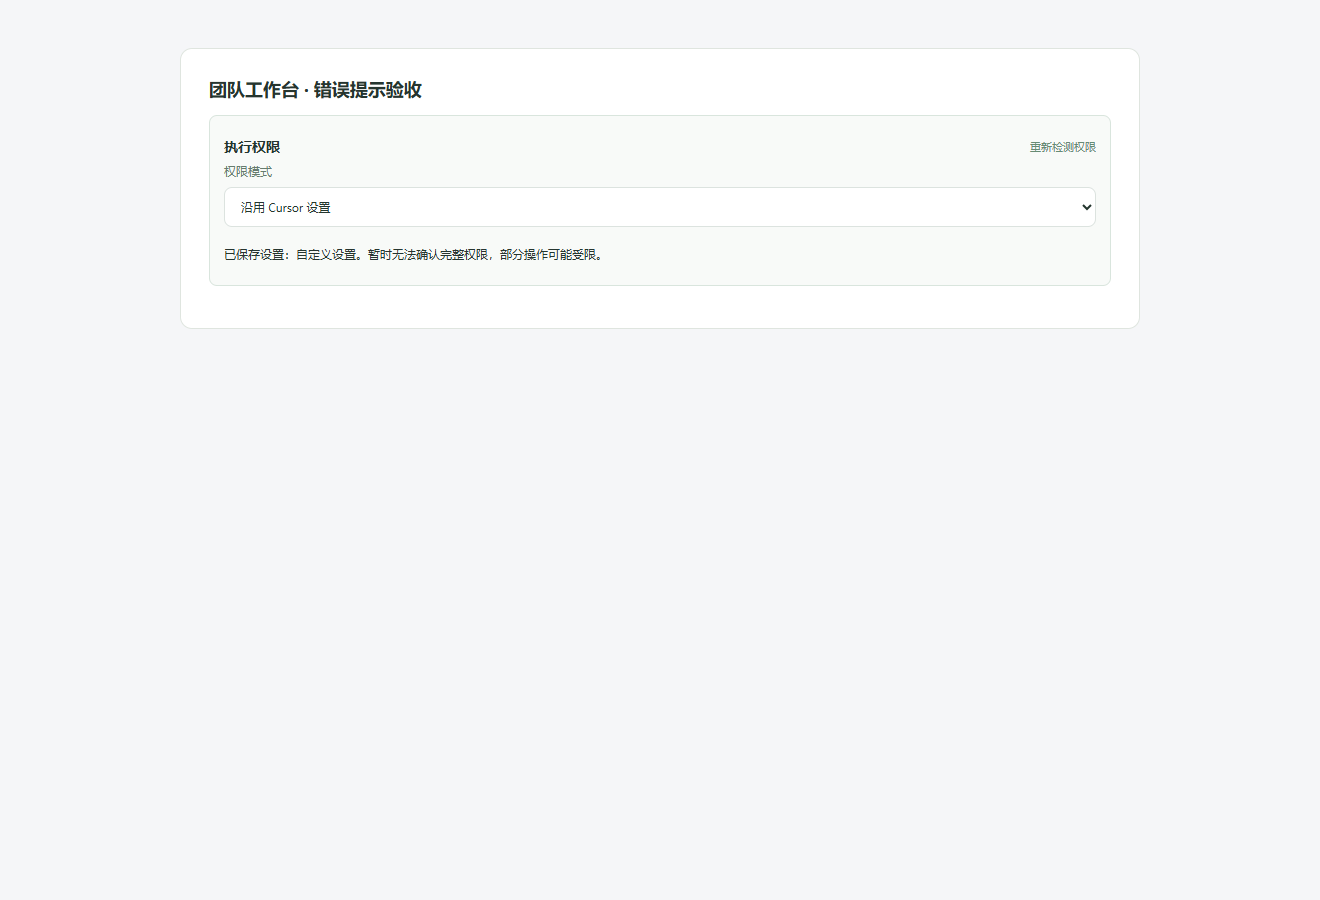 团队工作台 · 错误提示验收
执行权限
重新检测权限
权限模式
沿用 Cursor 设置
已保存设置：自定义设置。暂时无法确认完整权限，部分操作可能受限。